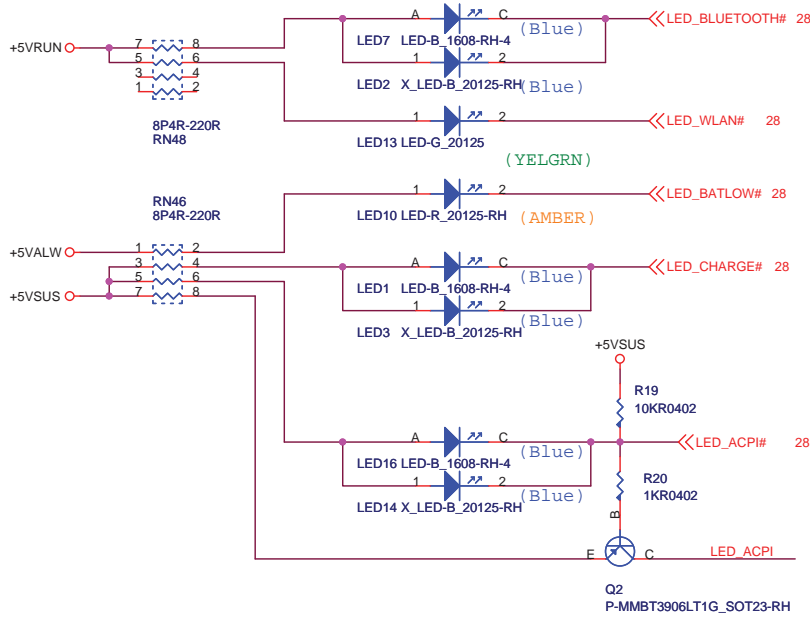 A C (Blue) LED_BLUETOOTH# 28
LED7 LED-B_1608-RH-4
+5VRUN 7 8
5 6 1 2
3 4 LED2 X_LED-B_20125-RH (Blue)
1 2
8P4R-220R
RN48
1 2 LED_WLAN# 28
LED13 LED-G_20125
(YELGRN)
RN46
8P4R-220R
1 2 LED_BATLOW# 28
LED10 LED-R_20125-RH (AMBER)
+5VALW 1 2
3 4
5 6
+5VSUS 7 8
A C LED_CHARGE# 28
LED1 LED-B_1608-RH-4 (Blue)
1 2
LED3 X_LED-B_20125-RH (Blue)
+5VSUS
R19
10KR0402
A C LED_ACPI# 28
LED16 LED-B_1608-RH-4 (Blue)
1 2
LED14 X_LED-B_20125-RH (Blue)
R20
1KR0402
B
E C LED_ACPI
Q2
P-MMBT3906LT1G_SOT23-RH